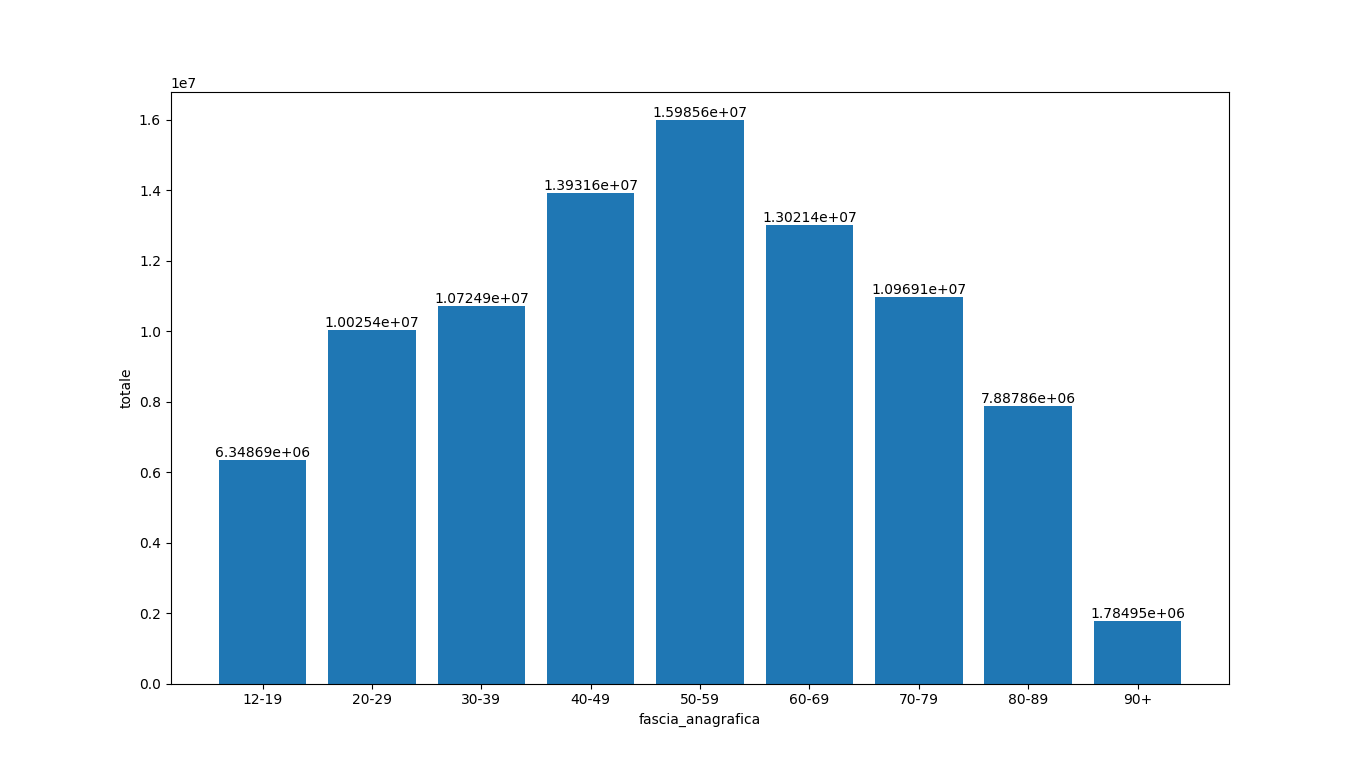 1e7
1.6
1.4
1.2
1.0
0.8
0.6
0.4
0.2
0.0
totale
6.34869e+06
1.00254e+07
1.07249e+07
1.39316e+07
1.59856e+07
1.30214e+07
1.09691e+07
7.88786e+06
1.78495e+06
12-19 20-29 30-39 40-49 50-59 60-69 70-79 80-89 90+
fascia_anagrafica